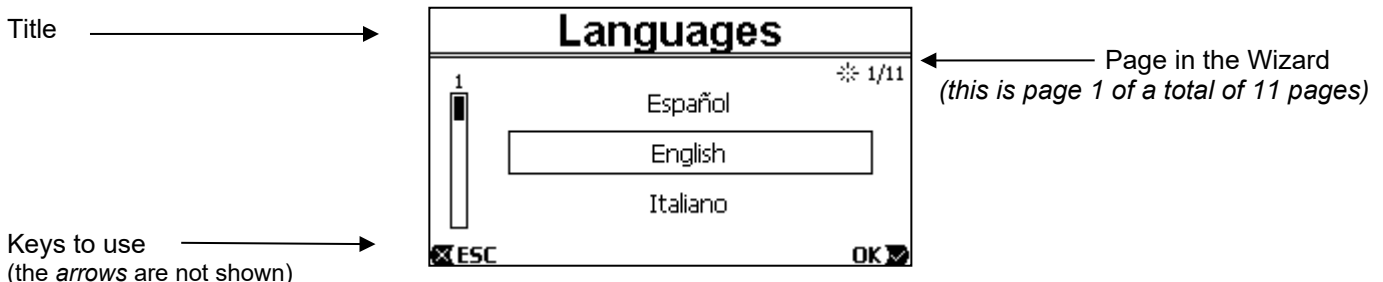 Title
Languages
Page in the Wizard
(this is page 1 of a total of 11 pages)
1/11
1
Español
English
Italiano
Keys to use
(the arrows are not shown)
ESC
OK